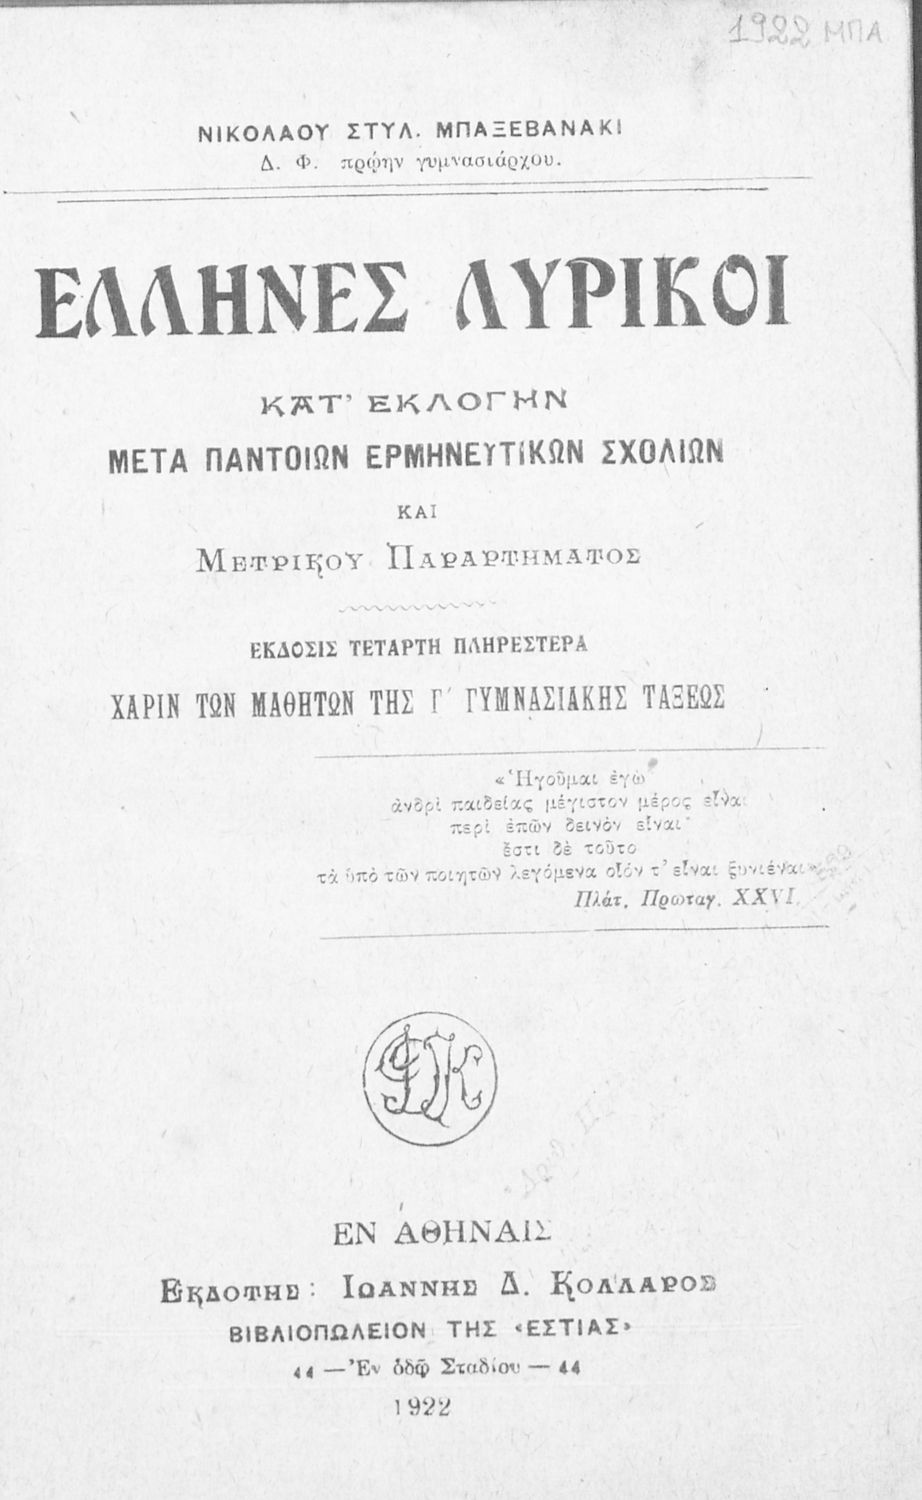 1922 ΜΠΑ
ΝΙΚΟΛΑΟΥ ΣΤΥΛ. ΜΠΑΞΕΒΑΝΑΚΙ
Δ. Φ. πρῴην γυμνασιάρχου.
ΕΛΛΗΝΕΣ ΛΥΡΙΚΟΙ
ΚΑΤ' ΕΚΛΟΓΗΝ
ΜΕΤΑ ΠΑΝΤΟΙΩΝ ΕΡΜΗΝΕΥΤΙΚΩΝ ΣΧΟΛΙΩΝ
ΚΑΙ
ΜΕΤΡΙΚΟΥ ΠΑΡΑΡΤΗΜΑΤΟΣ
ΕΚΔΟΣΙΣ ΤΕΤΑΡΤΗ ΠΛΗΡΕΣΤΕΡΑ
ΧΑΡΙΝ ΤΩΝ ΜΑΘΗΤΩΝ ΤΗΣ Γ΄ ΓΥΜΝΑΣΙΑΚΗΣ ΤΑΞΕΩΣ
«Ἡγοῦμαι ἐγὼ
ἀνδρὶ παιδείας μέγιστον μέρος εἶναι
περὶ ἐπῶν δεινὸν εἶναι·
ἔστι δὲ τοῦτο
τὰ ὑπὸ τῶν ποιητῶν λεγόμενα οἷόν τ' εἶναι ξυνιέναι»
Πλάτ. Πρωταγ. XXVI.
ΙΔΚ
ΕΝ ΑΘΗΝΑΙΣ
ΕΚΔΟΤΗΣ: ΙΩΑΝΝΗΣ Δ. ΚΟΛΛΑΡΟΣ
ΒΙΒΛΙΟΠΩΛΕΙΟΝ ΤΗΣ «ΕΣΤΙΑΣ»
44 — Ἐν ὁδῷ Σταδίου — 44
1922